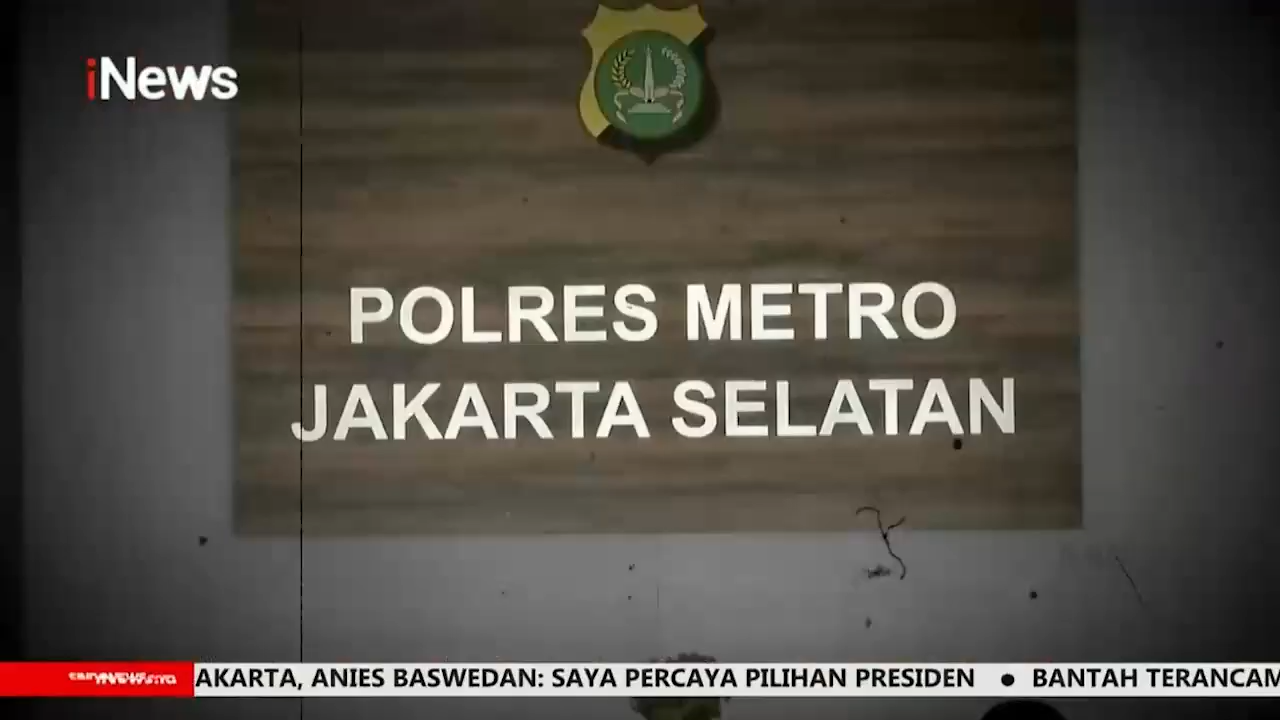 iNews
POLRES METRO
JAKARTA SELATAN
AKARTA, ANIES BASWEDAN: SAYA PERCAYA PILIHAN PRESIDEN ● BANTAH TERANCAM